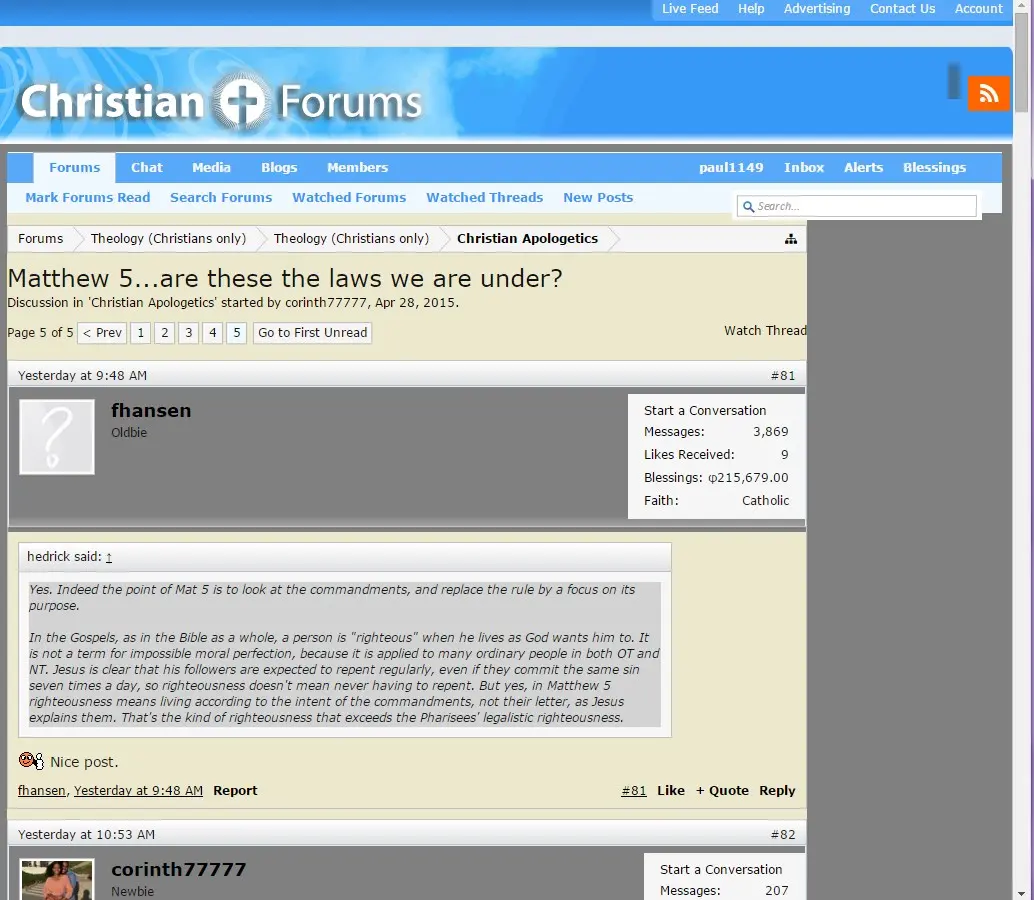 Live Feed Help Advertising Contact Us Account
Christian Forums
Forums Chat Media Blogs Members paul1149 Inbox Alerts Blessings
Mark Forums Read Search Forums Watched Forums Watched Threads New Posts
Search...
Forums Theology (Christians only) Theology (Christians only) Christian Apologetics
Matthew 5...are these the laws we are under?
Discussion in 'Christian Apologetics' started by corinth77777, Apr 28, 2015.
Page 5 of 5 < Prev 1 2 3 4 5 Go to First Unread Watch Thread
Yesterday at 9:48 AM #81
fhansen
Oldbie
Start a Conversation
Messages: 3,869
Likes Received: 9
Blessings: φ215,679.00
Faith: Catholic
hedrick said: ↑
Yes. Indeed the point of Mat 5 is to look at the commandments, and replace the rule by a focus on its
purpose.
In the Gospels, as in the Bible as a whole, a person is "righteous" when he lives as God wants him to. It
is not a term for impossible moral perfection, because it is applied to many ordinary people in both OT and
NT. Jesus is clear that his followers are expected to repent regularly, even if they commit the same sin
seven times a day, so righteousness doesn't mean never having to repent. But yes, in Matthew 5
righteousness means living according to the intent of the commandments, not their letter, as Jesus
explains them. That's the kind of righteousness that exceeds the Pharisees' legalistic righteousness.
Nice post.
fhansen, Yesterday at 9:48 AM Report #81 Like + Quote Reply
Yesterday at 10:53 AM #82
corinth77777
Newbie
Start a Conversation
Messages: 207